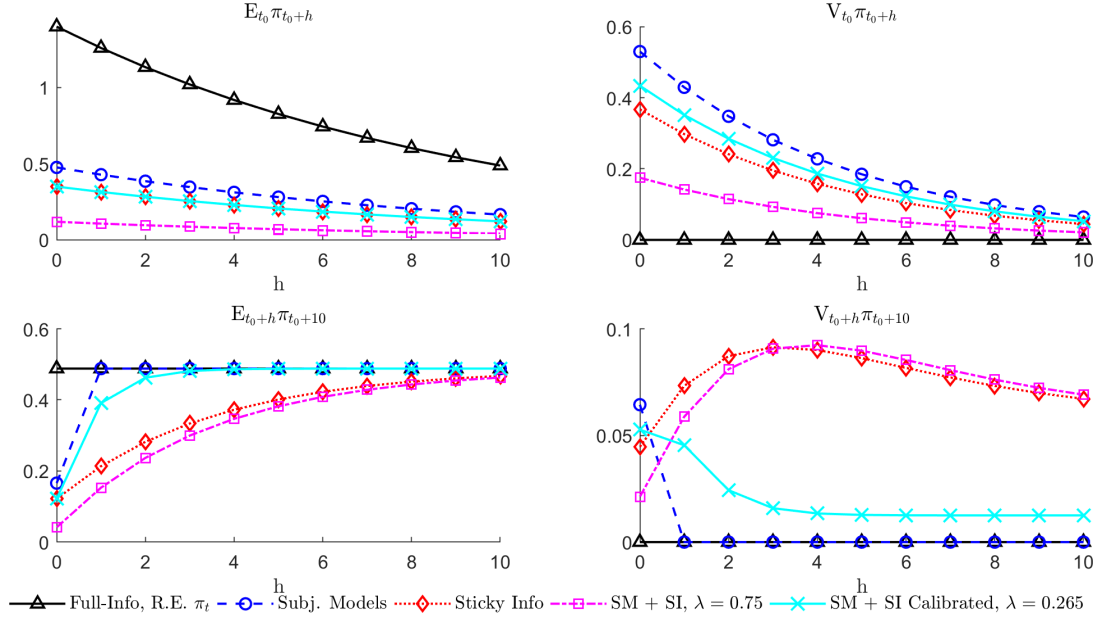 E_{t_0} π_{t_0+h}
1
0.5
0
0 2 4 6 8 10
h
V_{t_0} π_{t_0+h}
0.6
0.4
0.2
0
0 2 4 6 8 10
h
E_{t_0+h} π_{t_0+10}
0.6
0.4
0.2
0
0 2 4 6 8 10
h
V_{t_0+h} π_{t_0+10}
0.1
0.05
0
0 2 4 6 8 10
h
Full-Info, R.E. π_t Subj. Models Sticky Info SM + SI, λ = 0.75 SM + SI Calibrated, λ = 0.265